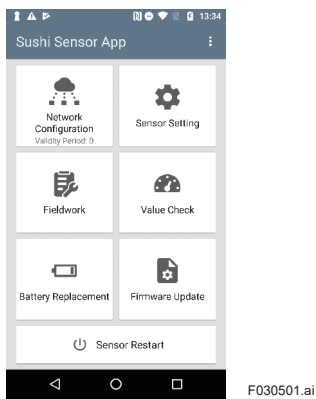 13:34
Sushi Sensor App
Network
Configuration
Validity Period: 0
Sensor Setting
Fieldwork
Value Check
Battery Replacement
Firmware Update
Sensor Restart
F030501.ai